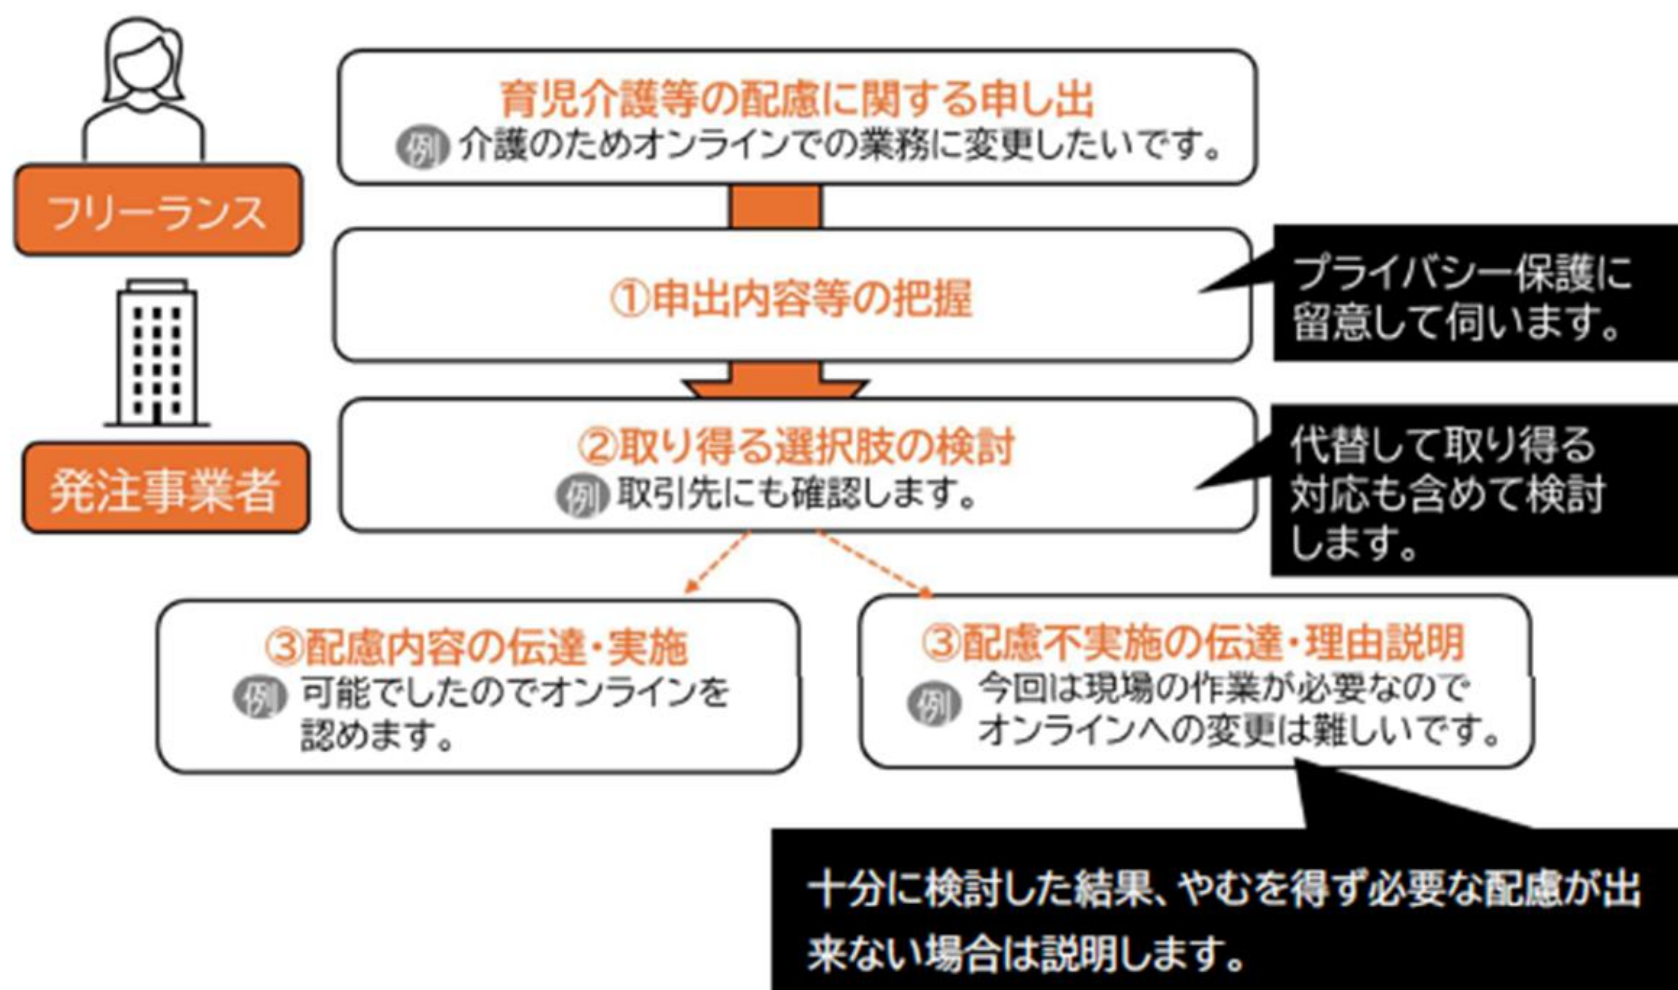 育児介護等の配慮に関する申し出
例 介護のためオンラインでの業務に変更したいです。
フリーランス
①申出内容等の把握
プライバシー保護に
留意して伺います。
発注事業者
②取り得る選択肢の検討
例 取引先にも確認します。
代替して取り得る
対応も含めて検討
します。
③配慮内容の伝達・実施
例 可能でしたのでオンラインを
認めます。
③配慮不実施の伝達・理由説明
例 今回は現場の作業が必要なので
オンラインへの変更は難しいです。
十分に検討した結果、やむを得ず必要な配慮が出
来ない場合は説明します。